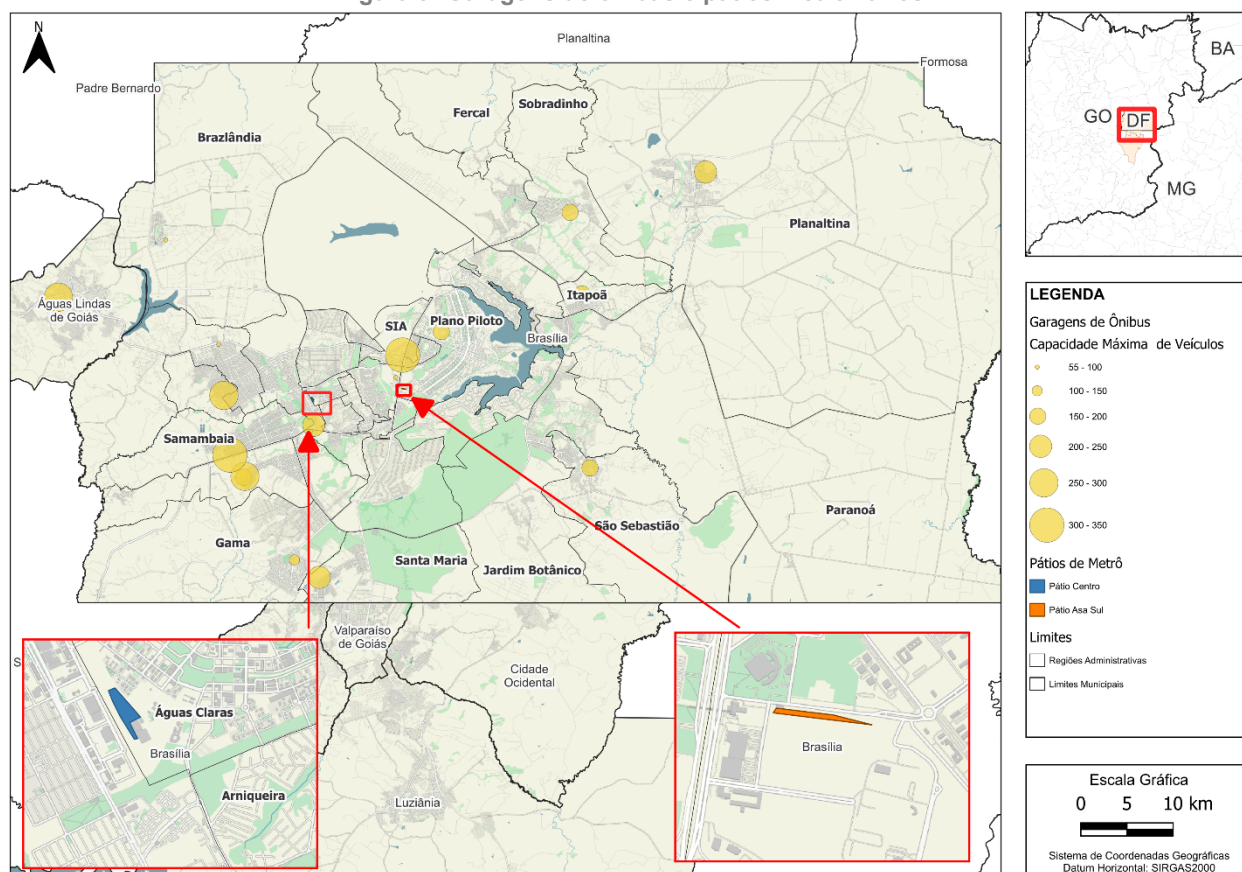 N
Planaltina
Formosa
Padre Bernardo
Fercal
Sobradinho
Brazlândia
Planaltina
Itapoã
Águas Lindas
de Goiás
SIA
Plano Piloto
Brasília
Samambaia
São Sebastião
Paranoá
Gama
Santa Maria
Jardim Botânico
Valparaíso
de Goiás
Cidade
Ocidental
Luziânia
Águas Claras
Brasília
Arniqueira
Brasília
BA
GO
DF
MG
LEGENDA
Garagens de Ônibus
Capacidade Máxima de Veículos
55 - 100
100 - 150
150 - 200
200 - 250
250 - 300
300 - 350
Pátios de Metrô
Pátio Centro
Pátio Asa Sul
Limites
Regiões Administrativas
Limites Municipais
Escala Gráfica
0 5 10 km
Sistema de Coordenadas Geográficas
Datum Horizontal: SIRGAS2000